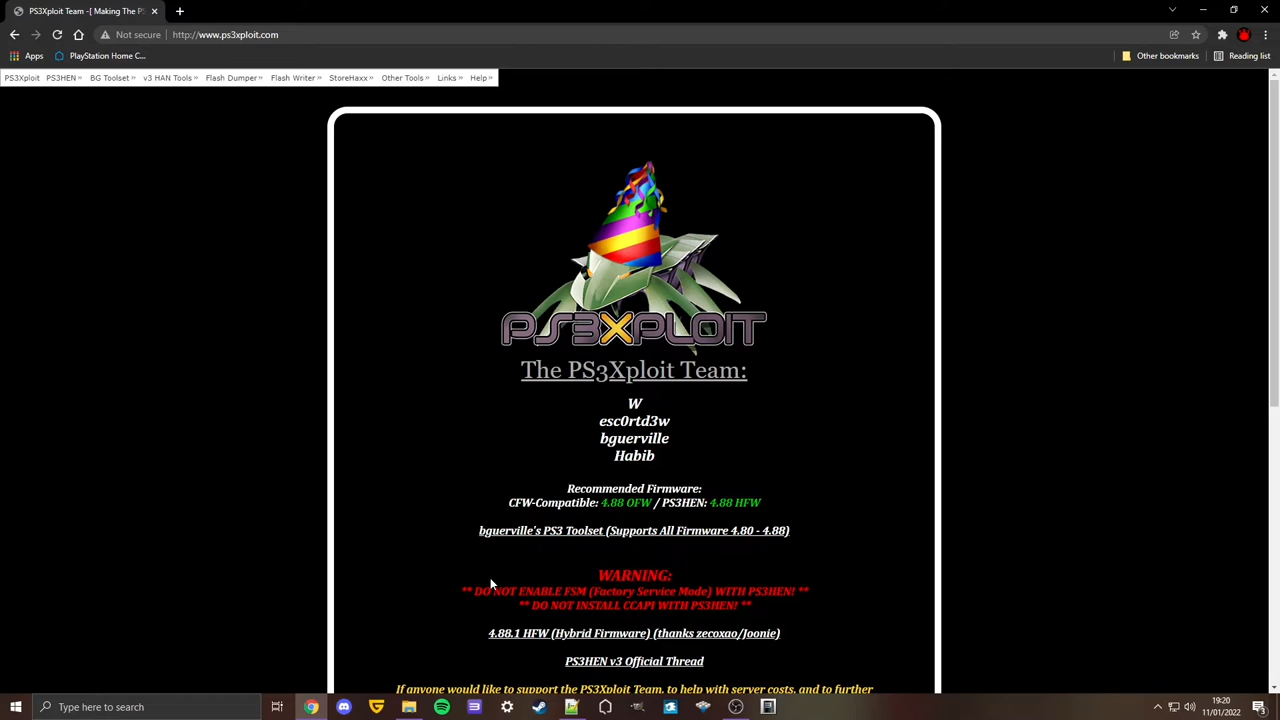 PS3Xploit Team -[ Making The PS
Not secure
http://www.ps3xploit.com
Apps
PlayStation Home C...
Other bookmarks
Reading list
PS3Xploit PS3HEN» BG Toolset» v3 HAN Tools» Flash Dumper» Flash Writer» StoreHaxx» Other Tools» Links» Help»
PS3XPLOIT
The PS3Xploit Team:
W
esc0rtd3w
bguerville
Habib
Recommended Firmware:
CFW-Compatible: 4.88 OFW / PS3HEN: 4.88 HFW
bguerville's PS3 Toolset (Supports All Firmware 4.80 - 4.88)
WARNING:
** DO NOT ENABLE FSM (Factory Service Mode) WITH PS3HEN! **
** DO NOT INSTALL CCAPI WITH PS3HEN! **
4.88.1 HFW (Hybrid Firmware) (thanks zecoxao/Joonie)
PS3HEN v3 Official Thread
If anyone would like to support the PS3Xploit Team, to help with server costs, and to further
Type here to search
19:20
11/01/2022